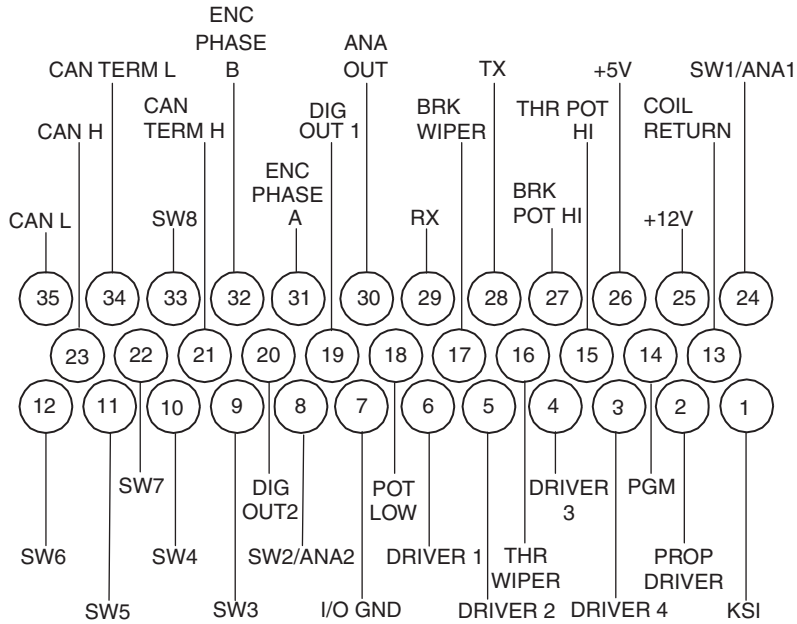 ENC
PHASE
B
ANA
OUT
CAN TERM L
TX
+5V
SW1/ANA1
CAN H
CAN
TERM H
DIG
OUT 1
BRK
WIPER
THR POT
HI
COIL
RETURN
CAN L
SW8
ENC
PHASE
A
RX
BRK
POT HI
+12V
35 34 33 32 31 30 29 28 27 26 25 24
23 22 21 20 19 18 17 16 15 14 13
12 11 10 9 8 7 6 5 4 3 2 1
SW7
DIG
OUT2
POT
LOW
DRIVER
3
PGM
SW6
SW4
SW2/ANA2
DRIVER 1
THR
WIPER
PROP
DRIVER
SW5
SW3
I/O GND
DRIVER 2
DRIVER 4
KSI